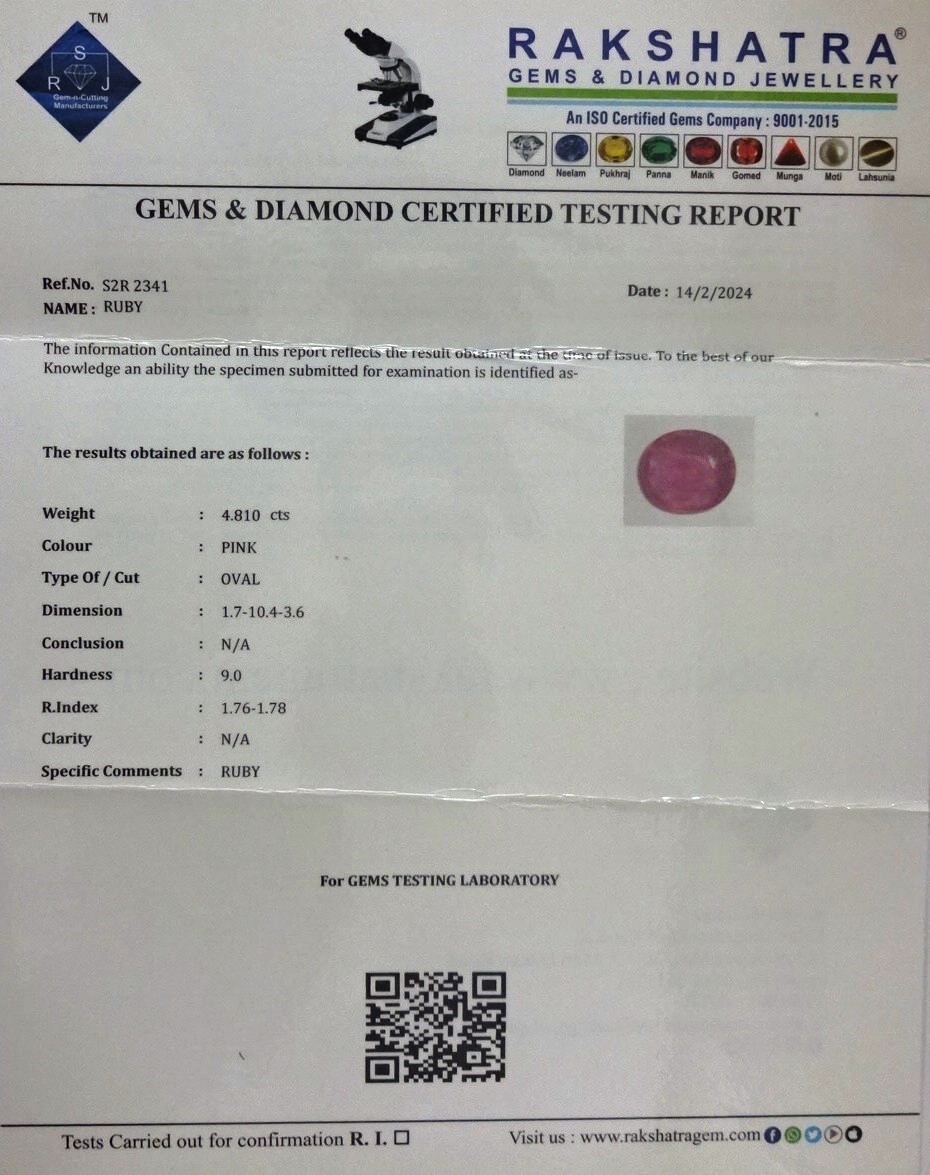 TM
S
R J
Gem-n-Cutting
Manufacturers
RAKSHATRA®
GEMS & DIAMOND JEWELLERY
An ISO Certified Gems Company : 9001-2015
Diamond Neelam Pukhraj Panna Manik Gomed Munga Moti Lahsunia
GEMS & DIAMOND CERTIFIED TESTING REPORT
Ref.No. S2R 2341
Date : 14/2/2024
NAME : RUBY
The information Contained in this report reflects the result obtained at the time of issue. To the best of our
Knowledge an ability the specimen submitted for examination is identified as-
The results obtained are as follows :
Weight : 4.810 cts
Colour : PINK
Type Of / Cut : OVAL
Dimension : 1.7-10.4-3.6
Conclusion : N/A
Hardness : 9.0
R.Index : 1.76-1.78
Clarity : N/A
Specific Comments : RUBY
For GEMS TESTING LABORATORY
Tests Carried out for confirmation R. I. ☐
Visit us : www.rakshatragem.com